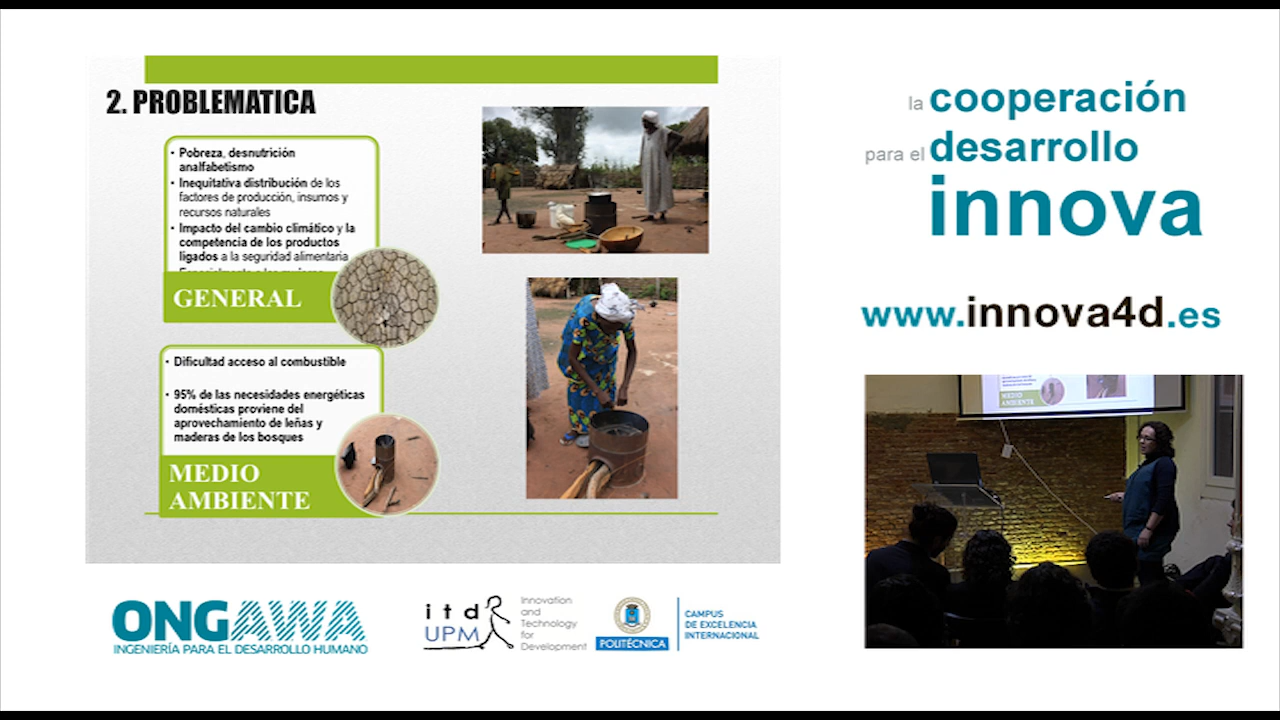 2. PROBLEMATICA
• Pobreza, desnutrición
analfabetismo
• Inequitativa distribución de los
factores de producción, insumos y
recursos naturales
• Impacto del cambio climático y la
competencia de los productos
ligados a la seguridad alimentaria
GENERAL
• Dificultad acceso al combustible
• 95% de las necesidades energéticas
domésticas proviene del
aprovechamiento de leñas y
maderas de los bosques
MEDIO
AMBIENTE
la cooperación
para el desarrollo
innova
www.innova4d.es
MEDIO
AMBIENTE
ONGAWA
INGENIERÍA PARA EL DESARROLLO HUMANO
itd
UPM
Innovation
and
Technology
for
Development
POLITÉCNICA
CAMPUS
DE EXCELENCIA
INTERNACIONAL